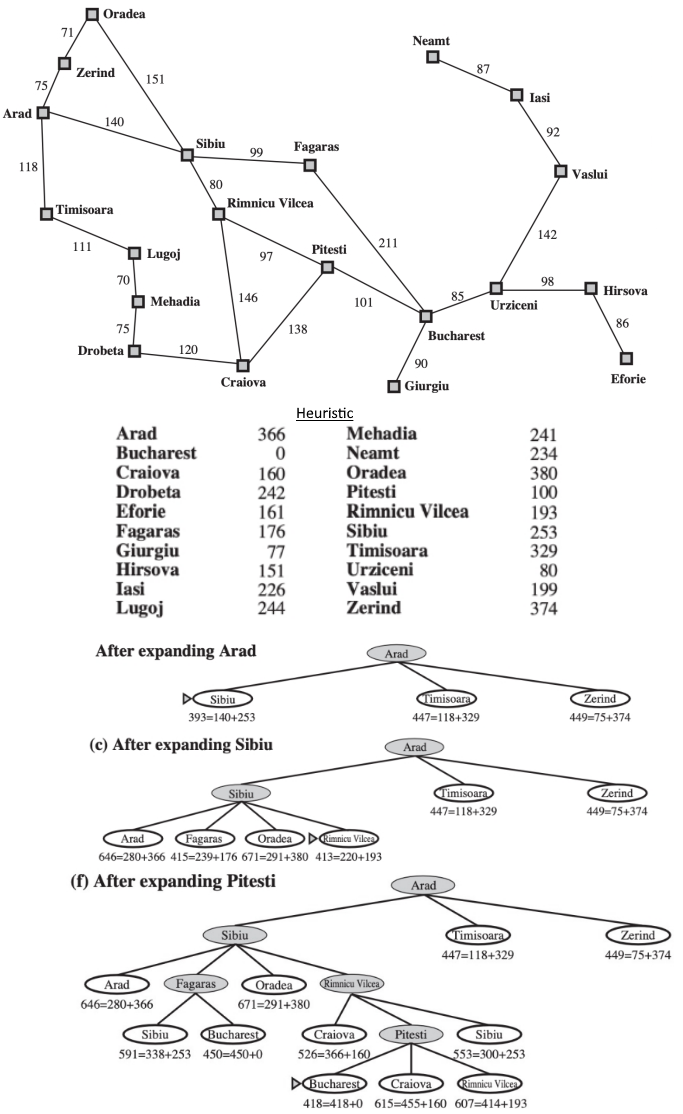 Oradea
71
Neamt
Zerind
87
151
75
Iasi
Arad
140
92
Sibiu
99
Fagaras
118
Vaslui
80
Timisoara
Rimnicu Vilcea
111
Lugoj
97
Pitesti
211
142
70
98
Hirsova
146
101
85
Mehadia
Urziceni
75
138
86
Bucharest
Drobeta
120
90
Craiova
Giurgiu
Eforie
Heuristic
Arad 366 Mehadia 241
Bucharest 0 Neamt 234
Craiova 160 Oradea 380
Drobeta 242 Pitesti 100
Eforie 161 Rimnicu Vilcea 193
Fagaras 176 Sibiu 253
Giurgiu 77 Timisoara 329
Hirsova 151 Urziceni 80
Iasi 226 Vaslui 199
Lugoj 244 Zerind 374
After expanding Arad
Arad
Sibiu Timisoara Zerind
393=140+253 447=118+329 449=75+374
(c) After expanding Sibiu
Arad
Sibiu Timisoara Zerind
447=118+329 449=75+374
Arad Fagaras Oradea Rimnicu Vilcea
646=280+366 415=239+176 671=291+380 413=220+193
(f) After expanding Pitesti
Arad
Sibiu Timisoara Zerind
447=118+329 449=75+374
Arad Fagaras Oradea Rimnicu Vilcea
646=280+366 671=291+380
Sibiu Bucharest Craiova Pitesti Sibiu
591=338+253 450=450+0 526=366+160 553=300+253
Bucharest Craiova Rimnicu Vilcea
418=418+0 615=455+160 607=414+193